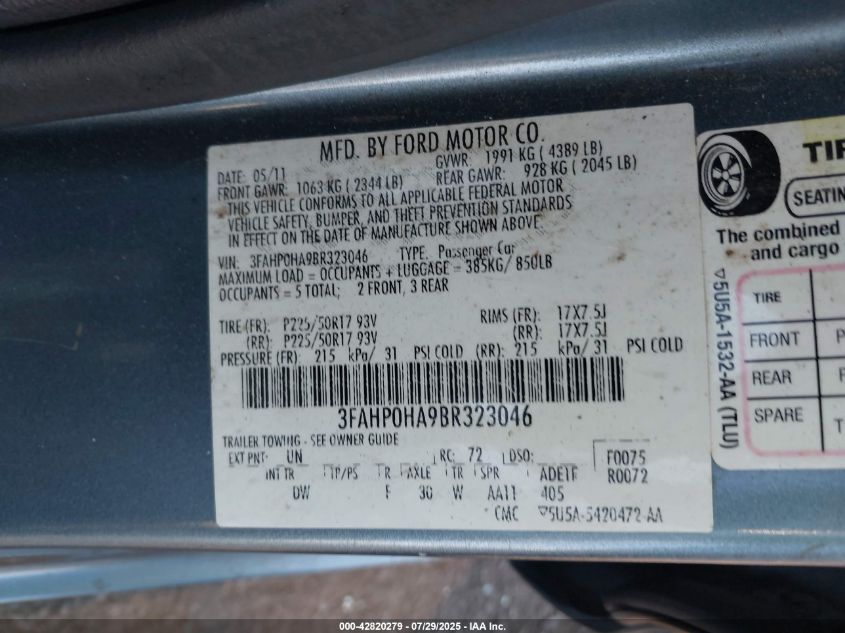 MFD. BY FORD MOTOR CO.
DATE: 05/11 GVWR: 1991 KG ( 4389 LB)
FRONT GAWR: 1063 KG ( 2344 LB) REAR GAWR: 928 KG ( 2045 LB)
THIS VEHICLE CONFORMS TO ALL APPLICABLE FEDERAL MOTOR
VEHICLE SAFETY, BUMPER, AND THEFT PREVENTION STANDARDS
IN EFFECT ON THE DATE OF MANUFACTURE SHOWN ABOVE.
VIN: 3FAHP0HA9BR323046 TYPE: Passenger Car
MAXIMUM LOAD = OCCUPANTS + LUGGAGE = 385KG/ 850LB
OCCUPANTS = 5 TOTAL; 2 FRONT, 3 REAR
TIRE (FR): P225/50R17 93V RIMS (FR): 17X7.5J
(RR): P225/50R17 93V (RR): 17X7.5J
PRESSURE (FR): 215 kPa/ 31 PSI COLD (RR): 215 kPa/ 31 PSI COLD
3FAHP0HA9BR323046
TRAILER TOWING - SEE OWNER GUIDE
EXT PNT: UN RC: 72 DSO: F0075
INT TR TP/PS R AXLE TR SPR ADETF R0072
DW F 30 W AA11 405
CMC ▽5U5A-5420472-AA
TIR
SEATIN
The combined
and cargo
TIRE
FRONT P
REAR P
SPARE T
▽5U5A-1532-AA (TLU)
000-42820279 - 07/29/2025 - IAA Inc.